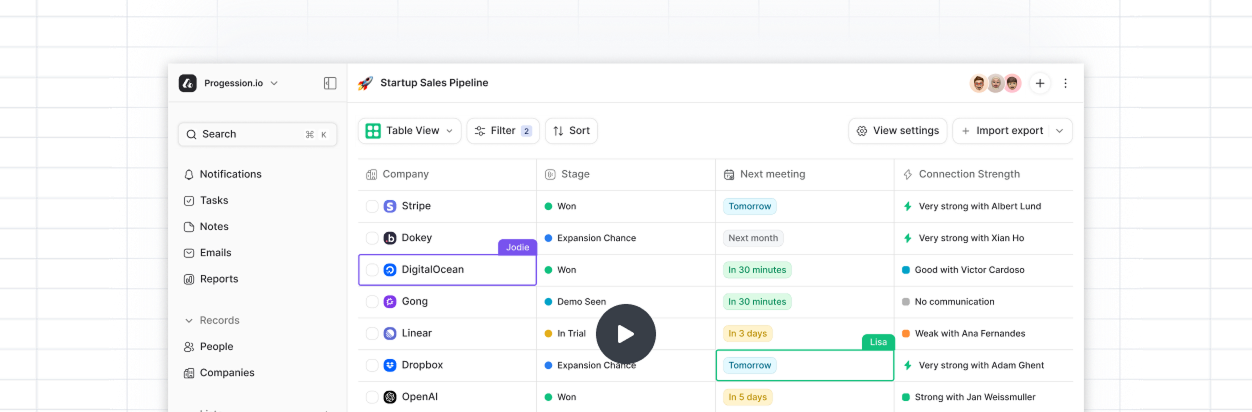 Progession.io
Startup Sales Pipeline
Search ⌘ K
Table View Filter 2 Sort View settings Import export
Notifications
Tasks
Notes
Emails
Reports
Records
People
Companies
Company Stage Next meeting Connection Strength
Stripe Won Tomorrow Very strong with Albert Lund
Dokey Expansion Chance Next month Very strong with Xian Ho
Jodie
DigitalOcean Won In 30 minutes Good with Victor Cardoso
Gong Demo Seen In 30 minutes No communication
Linear In Trial In 3 days Weak with Ana Fernandes
Lisa
Dropbox Expansion Chance Tomorrow Very strong with Adam Ghent
OpenAI Won In 5 days Strong with Jan Weissmuller